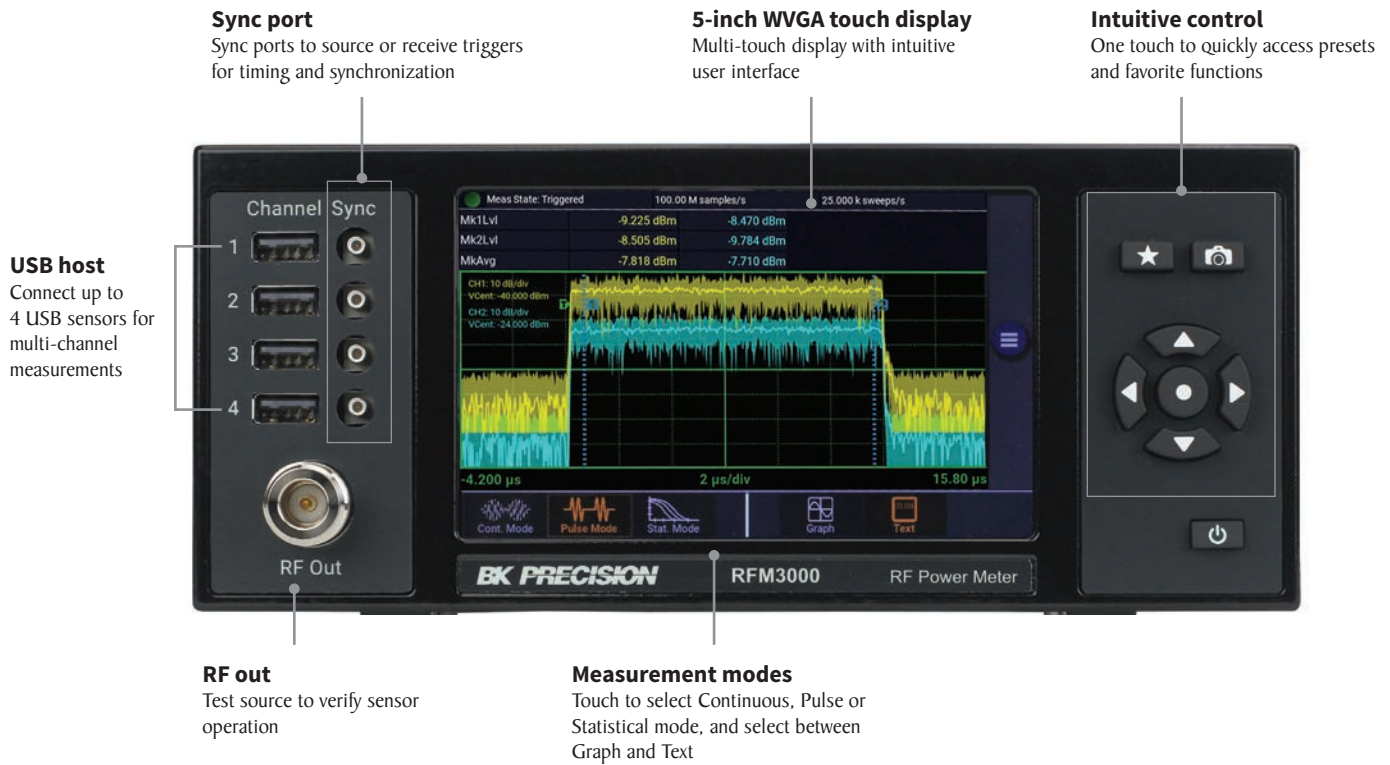 Sync port
Sync ports to source or receive triggers
for timing and synchronization
5-inch WVGA touch display
Multi-touch display with intuitive
user interface
Intuitive control
One touch to quickly access presets
and favorite functions
USB host
Connect up to
4 USB sensors for
multi-channel
measurements
Channel Sync
1
2
3
4
RF Out
Meas State: Triggered 100.00 M samples/s 25.000 k sweeps/s
Mk1Lvl -9.225 dBm -8.470 dBm
Mk2Lvl -8.505 dBm -9.784 dBm
MkAvg -7.818 dBm -7.710 dBm
CH1: 10 dB/div
VCent: -40.000 dBm
CH2: 10 dB/div
VCent: -24.000 dBm
-4.200 µs 2 µs/div 15.80 µs
Cont. Mode Pulse Mode Stat. Mode Graph Text
BK PRECISION RFM3000 RF Power Meter
RF out
Test source to verify sensor
operation
Measurement modes
Touch to select Continuous, Pulse or
Statistical mode, and select between
Graph and Text